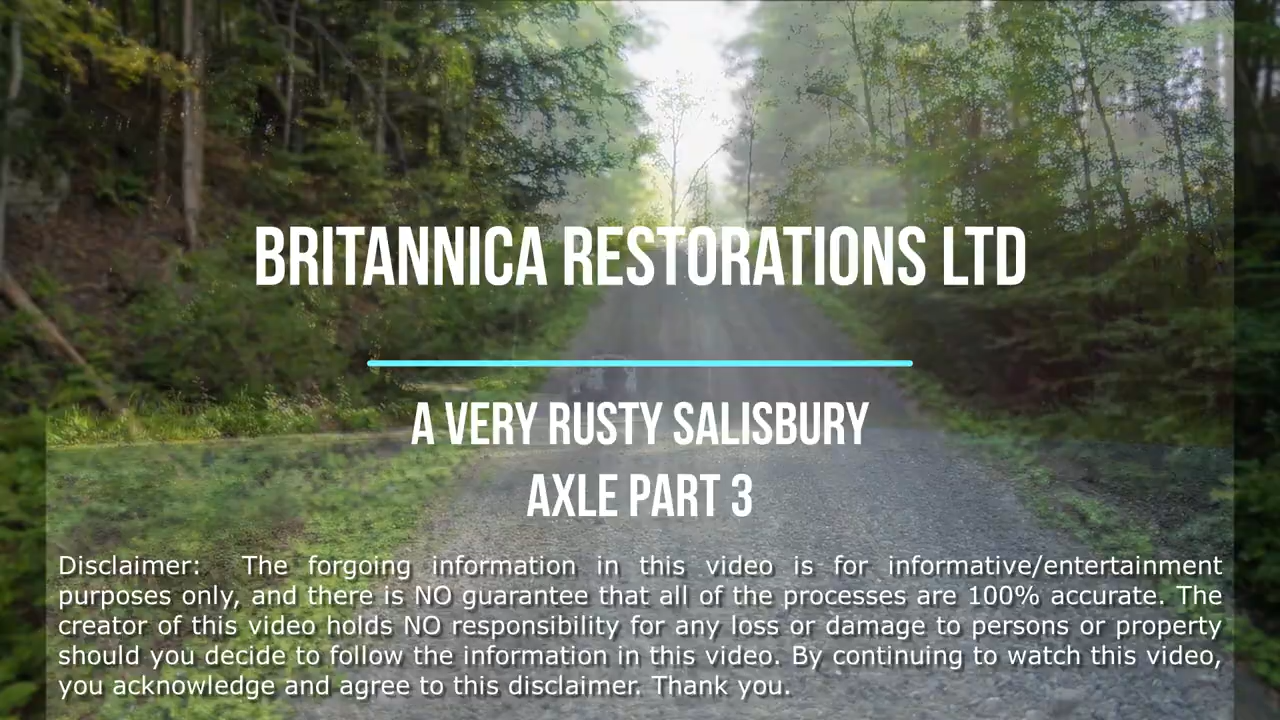 BRITANNICA RESTORATIONS LTD
A VERY RUSTY SALISBURY
AXLE PART 3
Disclaimer: The forgoing information in this video is for informative/entertainment
purposes only, and there is NO guarantee that all of the processes are 100% accurate. The
creator of this video holds NO responsibility for any loss or damage to persons or property
should you decide to follow the information in this video. By continuing to watch this video,
you acknowledge and agree to this disclaimer. Thank you.